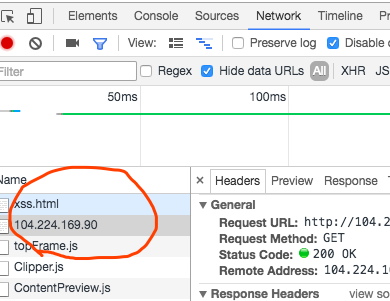 Elements Console Sources Network Timeline Pro
View: Preserve log Disable c
Filter Regex Hide data URLs All XHR JS
50ms 100ms
Name
xss.html
104.224.169.90
topFrame.js
Clipper.js
ContentPreview.js
× Headers Preview Response
▼ General
Request URL: http://104.2
Request Method: GET
Status Code: 200 OK
Remote Address: 104.224.1
▼ Response Headers view so